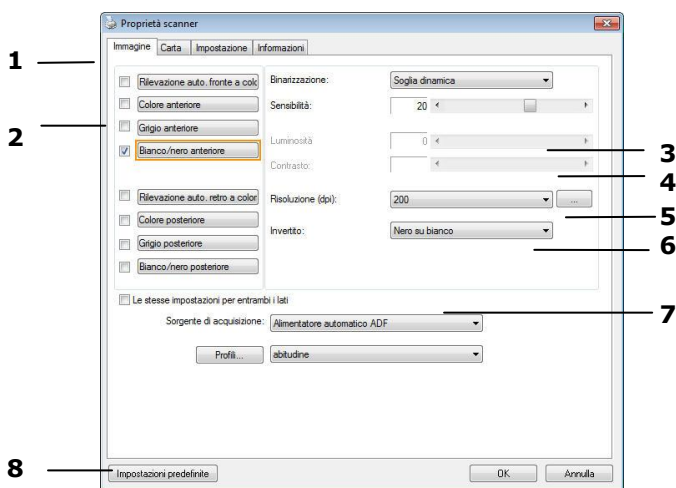 Proprietà scanner
Immagine Carta Impostazione Informazioni
1
Rilevazione auto. fronte a colo
Binarizzazione: Soglia dinamica
Colore anteriore
Sensibilità: 20
2
Grigio anteriore
Luminosità 0
Bianco/nero anteriore
3
Contrasto:
4
Rilevazione auto. retro a color
Risoluzione (dpi): 200 ...
5
Colore posteriore
Invertito: Nero su bianco
6
Grigio posteriore
Bianco/nero posteriore
Le stesse impostazioni per entrambi i lati
7
Sorgente di acquisizione: Alimentatore automatico ADF
Profili... abitudine
8
Impostazioni predefinite OK Annulla